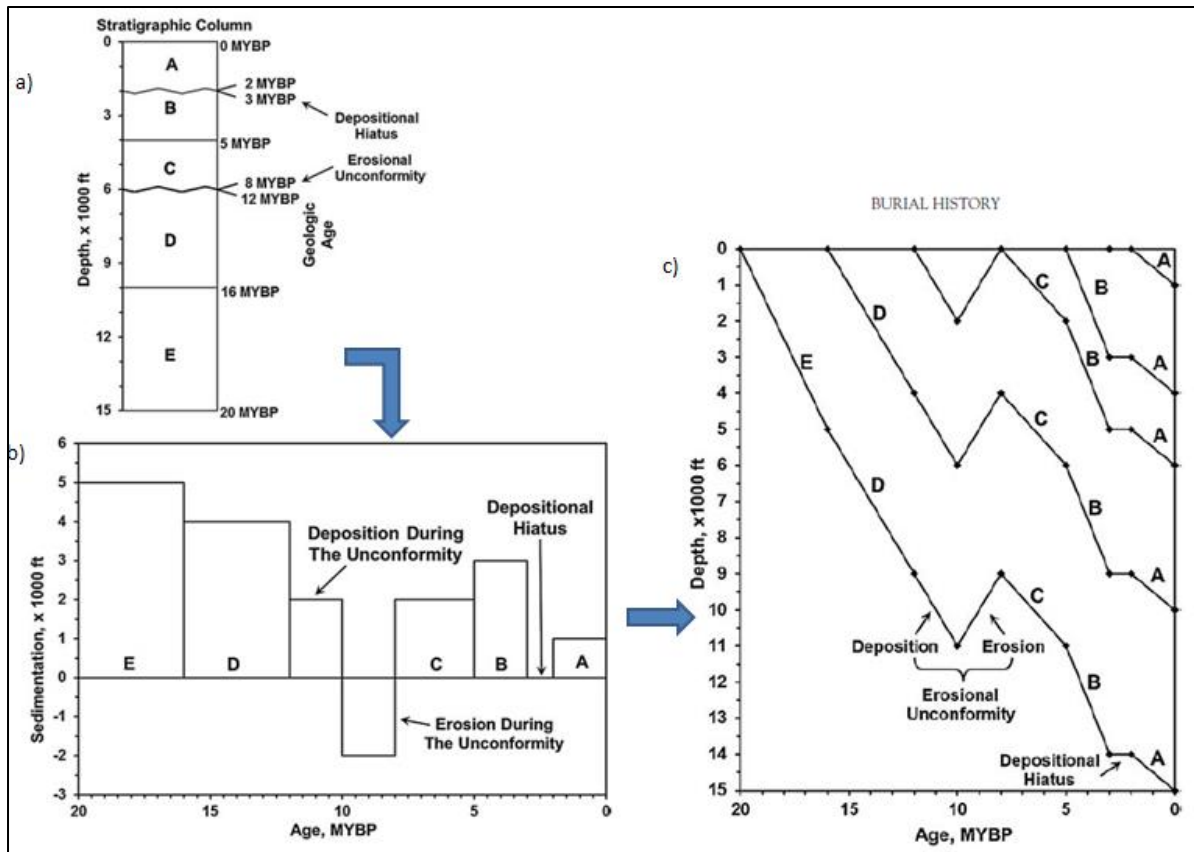 Stratigraphic Column
a)
0
3
6
9
12
15
Depth, x 1000 ft
A
B
C
D
E
0 MYBP
2 MYBP
3 MYBP
Depositional
Hiatus
5 MYBP
Erosional
Unconformity
8 MYBP
12 MYBP
Geologic
Age
16 MYBP
20 MYBP
b)
6
5
4
3
2
1
0
-1
-2
-3
Sedimentation, x 1000 ft
Deposition During
The Unconformity
Depositional
Hiatus
E
D
C
B
A
Erosion During
The Unconformity
20
15
10
5
0
Age, MYBP
BURIAL HISTORY
c)
0
1
2
3
4
5
6
7
8
9
10
11
12
13
14
15
Depth, x1000 ft
A
C
B
D
E
B
A
A
C
D
B
A
C
Deposition
Erosion
Erosional
Unconformity
B
Depositional
Hiatus
A
20
15
10
5
0
Age, MYBP